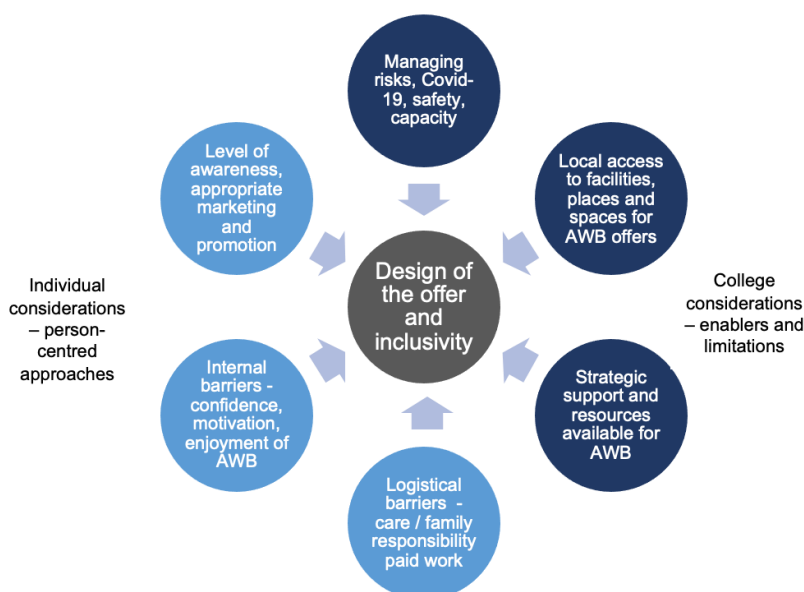 Managing
risks, Covid-
19, safety,
capacity
Level of
awareness,
appropriate
marketing
and
promotion
Local access
to facilities,
places and
spaces for
AWB offers
Design of
the offer
and
inclusivity
Individual
considerations
– person-
centred
approaches
College
considerations
– enablers and
limitations
Internal
barriers -
confidence,
motivation,
enjoyment of
AWB
Strategic
support and
resources
available for
AWB
Logistical
barriers -
care / family
responsibility
paid work